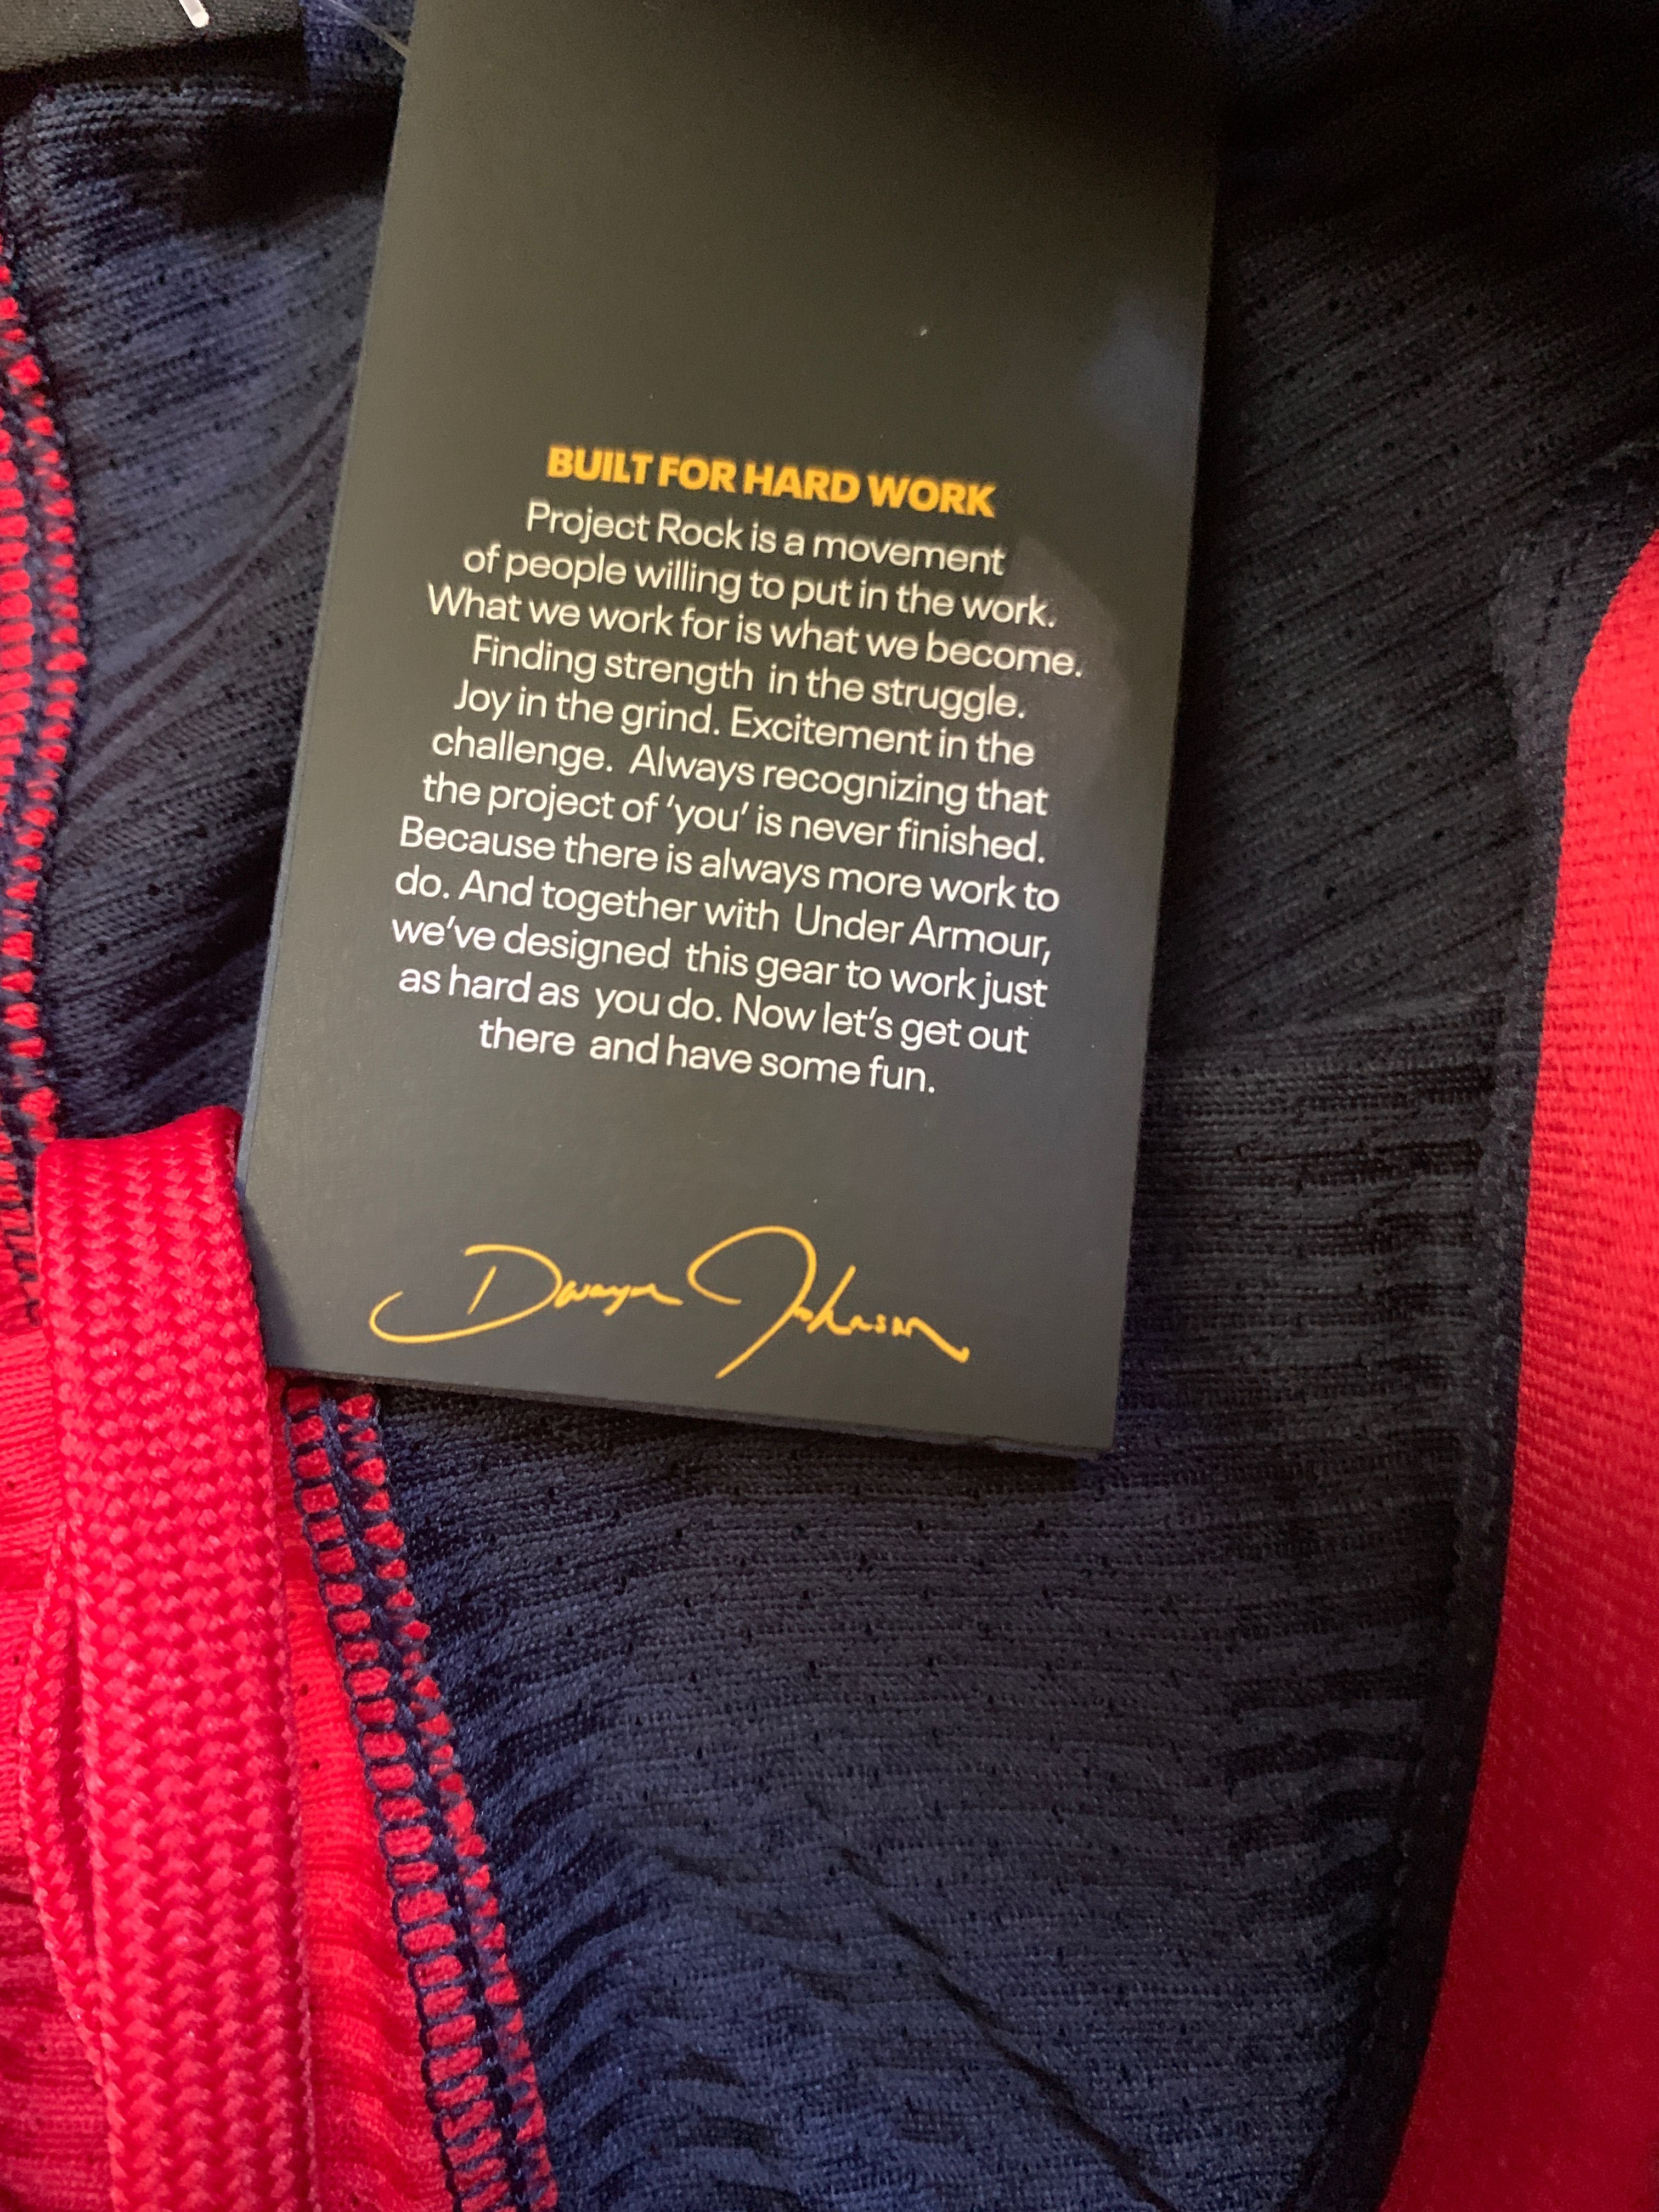 BUILT FOR HARD WORK
Project Rock is a movement
of people willing to put in the work.
What we work for is what we become.
Finding strength in the struggle.
Joy in the grind. Excitement in the
challenge. Always recognizing that
the project of ‘you’ is never finished.
Because there is always more work to
do. And together with Under Armour,
we’ve designed this gear to work just
as hard as you do. Now let’s get out
there and have some fun.
Dwayne Johnson